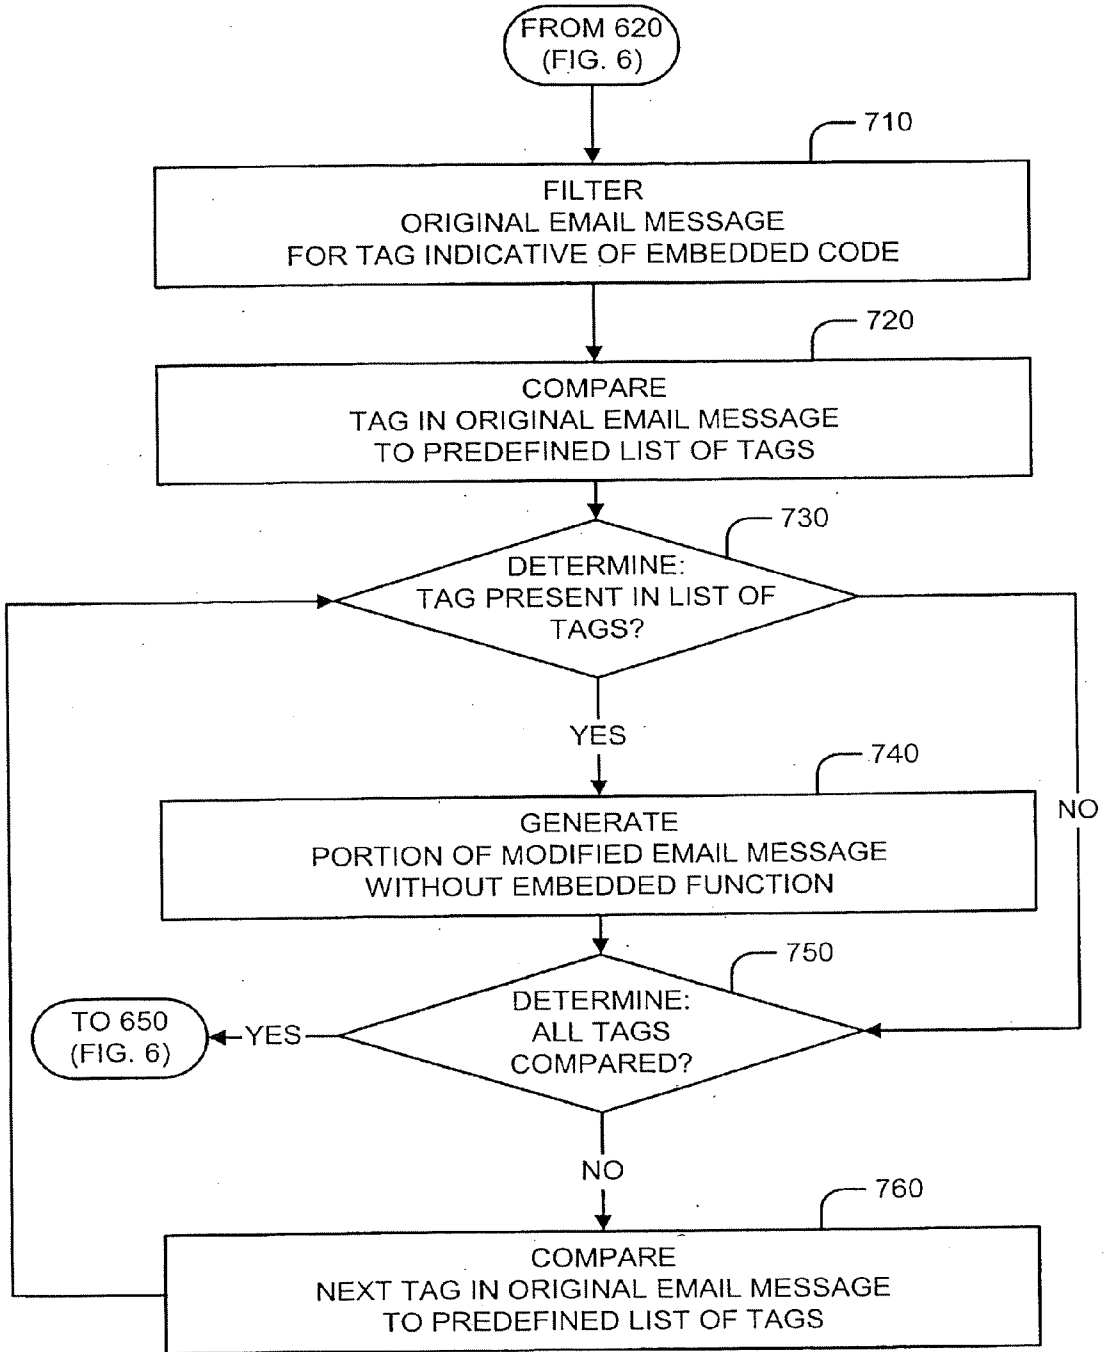 FROM 620
(FIG. 6)
710
FILTER
ORIGINAL EMAIL MESSAGE
FOR TAG INDICATIVE OF EMBEDDED CODE
720
COMPARE
TAG IN ORIGINAL EMAIL MESSAGE
TO PREDEFINED LIST OF TAGS
730
DETERMINE:
TAG PRESENT IN LIST OF
TAGS?
YES
740
NO
GENERATE
PORTION OF MODIFIED EMAIL MESSAGE
WITHOUT EMBEDDED FUNCTION
750
DETERMINE:
ALL TAGS
COMPARED?
YES
TO 650
(FIG. 6)
NO
760
COMPARE
NEXT TAG IN ORIGINAL EMAIL MESSAGE
TO PREDEFINED LIST OF TAGS